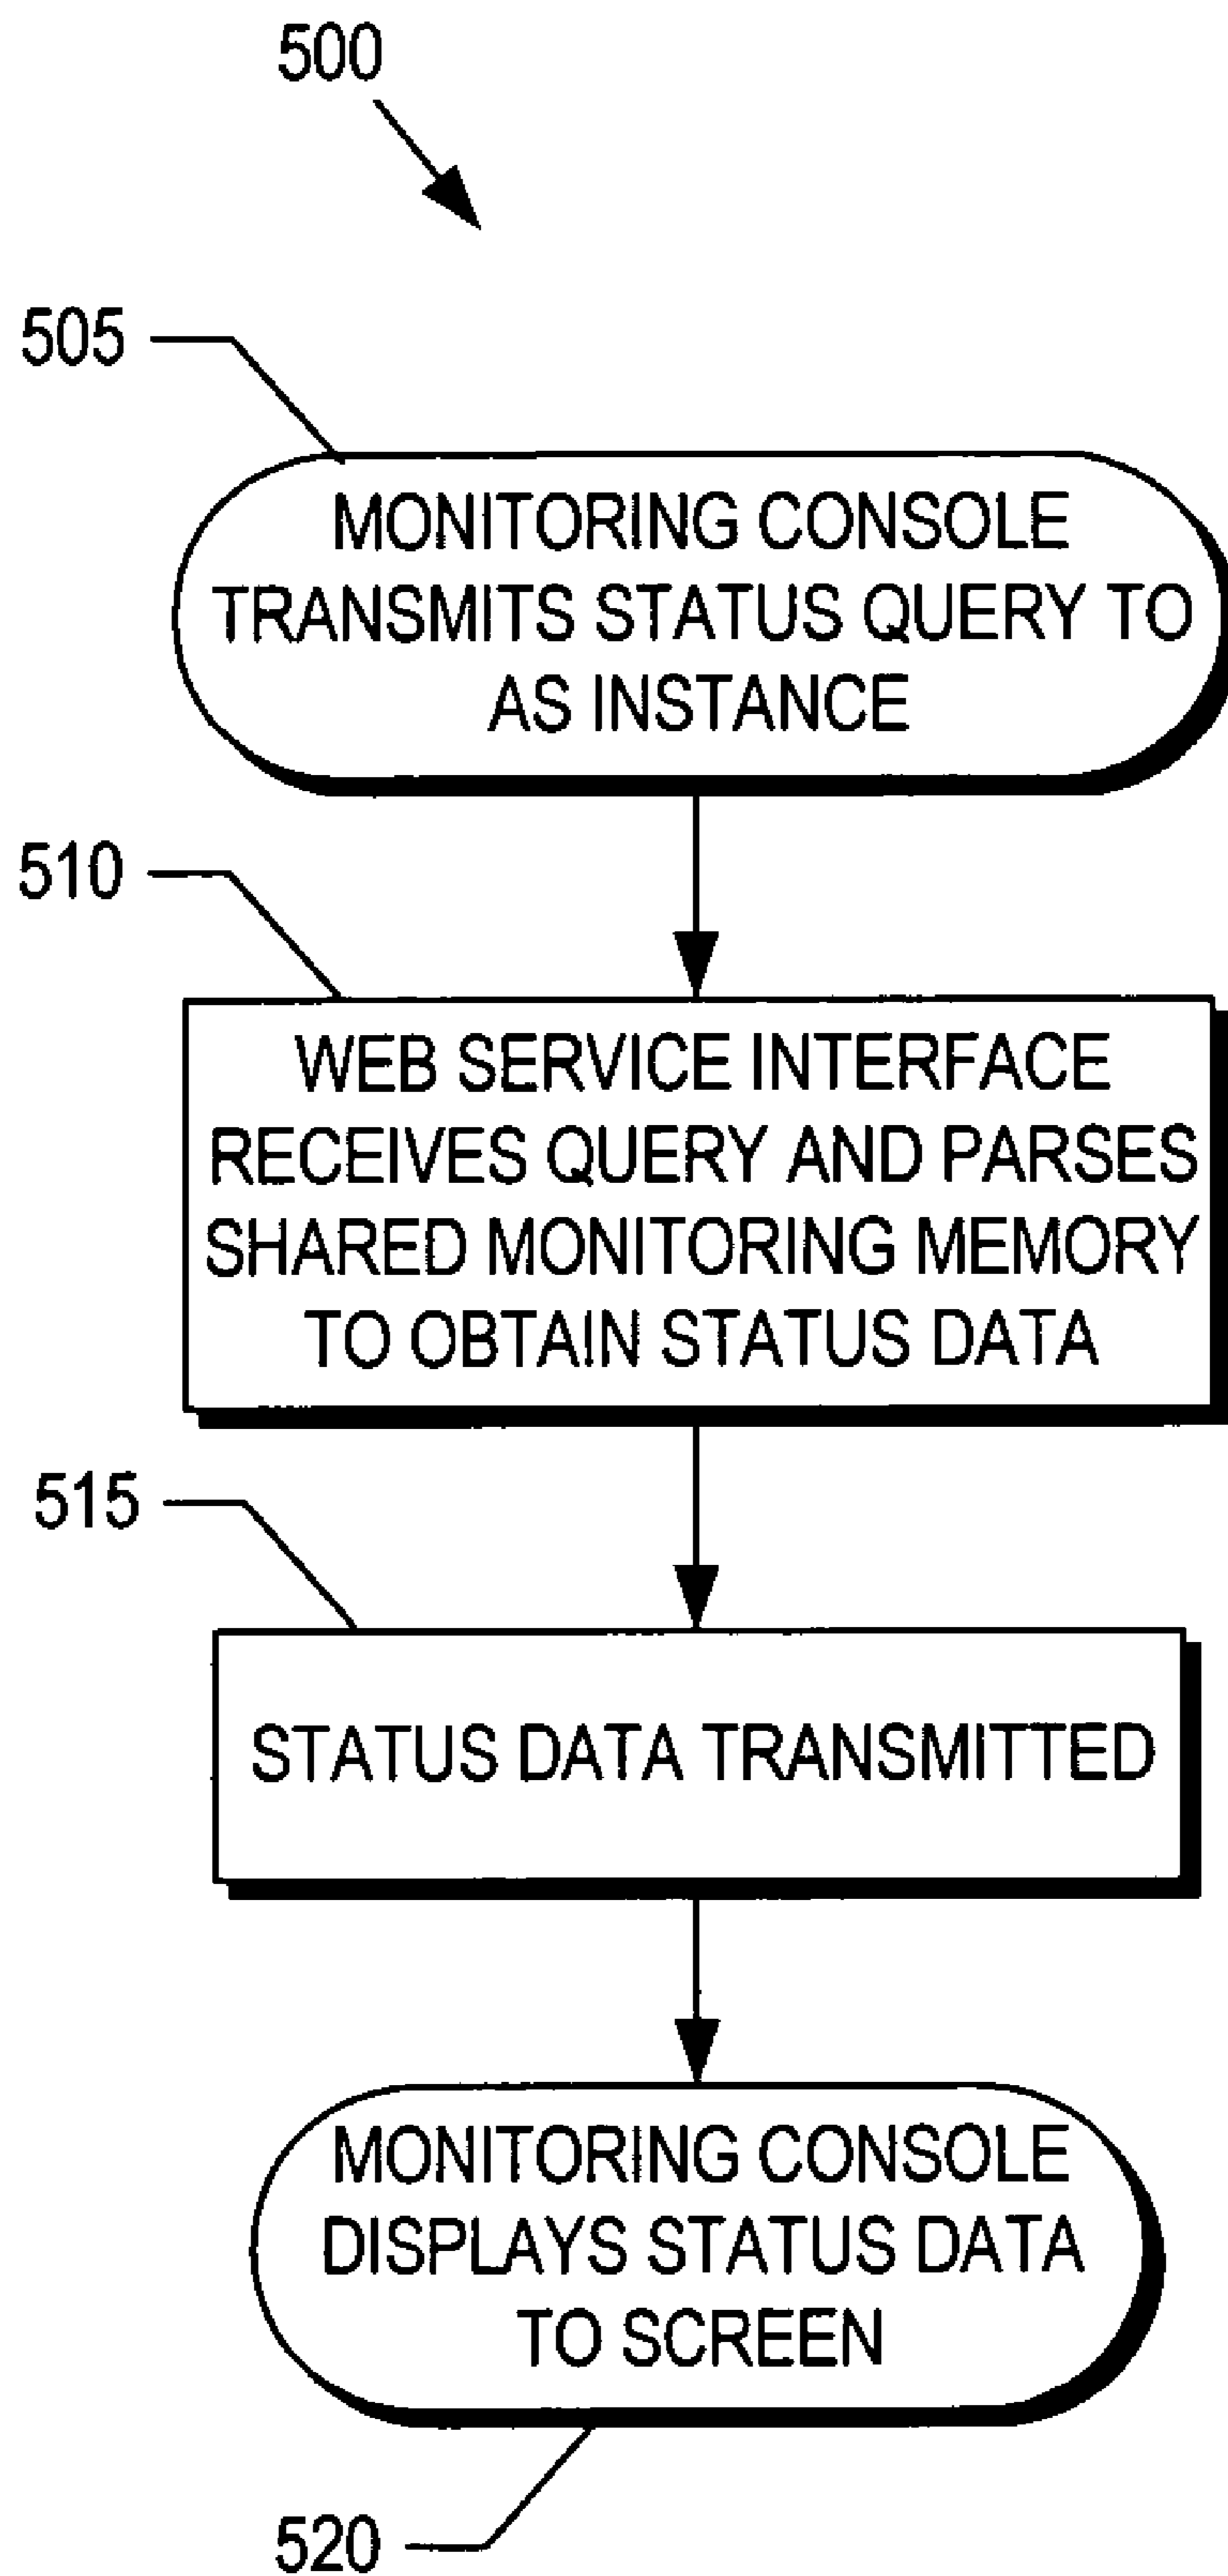 500
505
MONITORING CONSOLE
TRANSMITS STATUS QUERY TO
AS INSTANCE
510
WEB SERVICE INTERFACE
RECEIVES QUERY AND PARSES
SHARED MONITORING MEMORY
TO OBTAIN STATUS DATA
515
STATUS DATA TRANSMITTED
MONITORING CONSOLE
DISPLAYS STATUS DATA
TO SCREEN
520